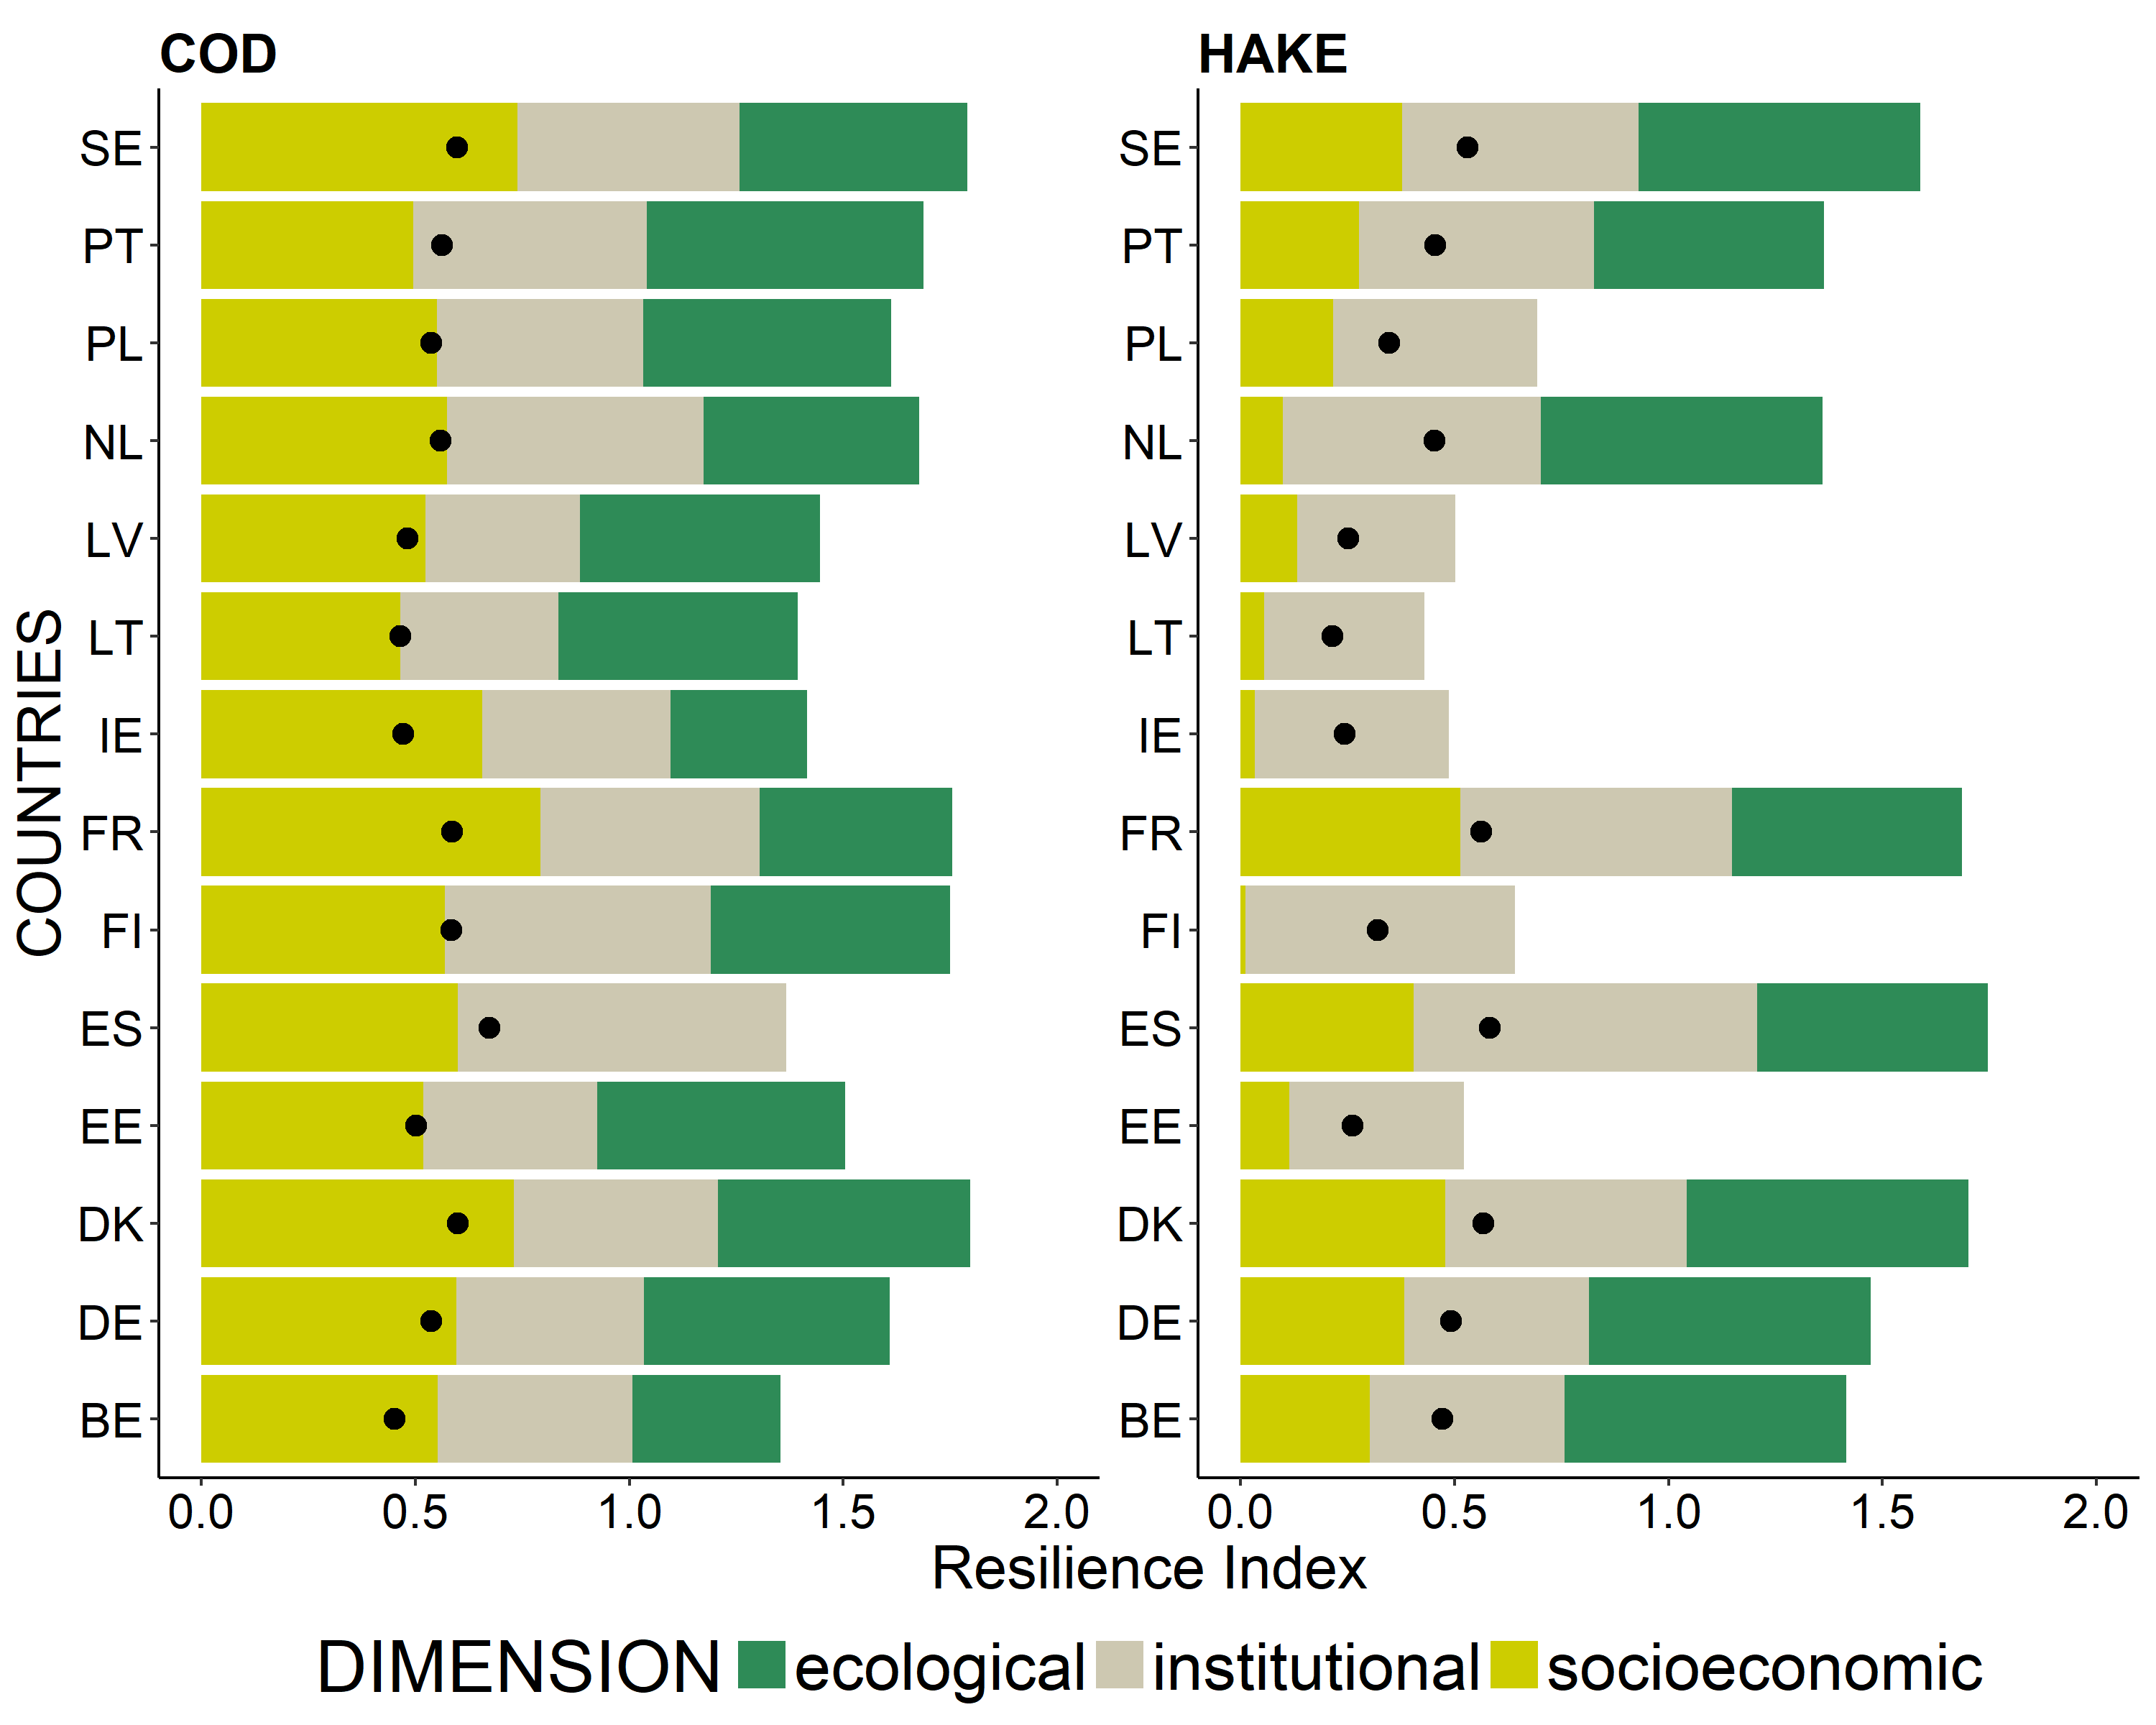 COD
HAKE
SE
PT
PL
NL
LV
LT
IE
FR
FI
ES
EE
DK
DE
BE
SE
PT
PL
NL
LV
LT
IE
FR
FI
ES
EE
DK
DE
BE
COUNTRIES
0.0 0.5 1.0 1.5 2.0
0.0 0.5 1.0 1.5 2.0
Resilience Index
DIMENSION ecological institutional socioeconomic